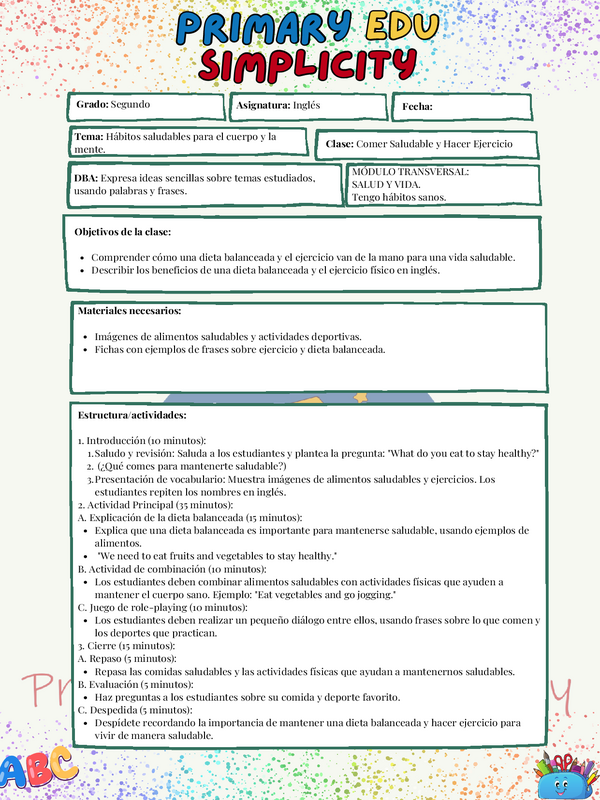 PRIMARY EDU
SIMPLICITY
Grado: Segundo
Asignatura: Inglés
Fecha:
Tema: Hábitos saludables para el cuerpo y la
mente.
Clase: Comer Saludable y Hacer Ejercicio
DBA: Expresa ideas sencillas sobre temas estudiados,
usando palabras y frases.
MÓDULO TRANSVERSAL:
SALUD Y VIDA.
Tengo hábitos sanos.
Objetivos de la clase:
• Comprender cómo una dieta balanceada y el ejercicio van de la mano para una vida saludable.
• Describir los beneficios de una dieta balanceada y el ejercicio físico en inglés.
Materiales necesarios:
• Imágenes de alimentos saludables y actividades deportivas.
• Fichas con ejemplos de frases sobre ejercicio y dieta balanceada.
Estructura/actividades:
1. Introducción (10 minutos):
1. Saludo y revisión: Saluda a los estudiantes y plantea la pregunta: "What do you eat to stay healthy?"
2. (¿Qué comes para mantenerte saludable?)
3. Presentación de vocabulario: Muestra imágenes de alimentos saludables y ejercicios. Los
estudiantes repiten los nombres en inglés.
2. Actividad Principal (35 minutos):
A. Explicación de la dieta balanceada (15 minutos):
• Explica que una dieta balanceada es importante para mantenerse saludable, usando ejemplos de
alimentos.
• "We need to eat fruits and vegetables to stay healthy."
B. Actividad de combinación (10 minutos):
• Los estudiantes deben combinar alimentos saludables con actividades físicas que ayuden a
mantener el cuerpo sano. Ejemplo: "Eat vegetables and go jogging."
C. Juego de role-playing (10 minutos):
• Los estudiantes deben realizar un pequeño diálogo entre ellos, usando frases sobre lo que comen y
los deportes que practican.
3. Cierre (15 minutos):
A. Repaso (5 minutos):
• Repasa las comidas saludables y las actividades físicas que ayudan a mantenernos saludables.
B. Evaluación (5 minutos):
• Haz preguntas a los estudiantes sobre su comida y deporte favorito.
C. Despedida (5 minutos):
• Despídete recordando la importancia de mantener una dieta balanceada y hacer ejercicio para
vivir de manera saludable.
ABC